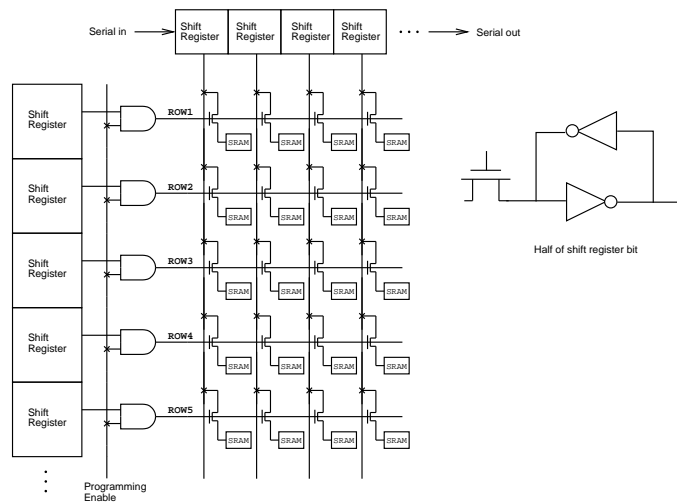 Serial in
Shift
Register
Shift
Register
Shift
Register
Shift
Register
Serial out
Shift
Register
ROW1
SRAM
SRAM
SRAM
SRAM
Shift
Register
ROW2
SRAM
SRAM
SRAM
SRAM
Shift
Register
ROW3
SRAM
SRAM
SRAM
SRAM
Shift
Register
ROW4
SRAM
SRAM
SRAM
SRAM
Shift
Register
ROW5
SRAM
SRAM
SRAM
SRAM
Programming
Enable
Half of shift register bit